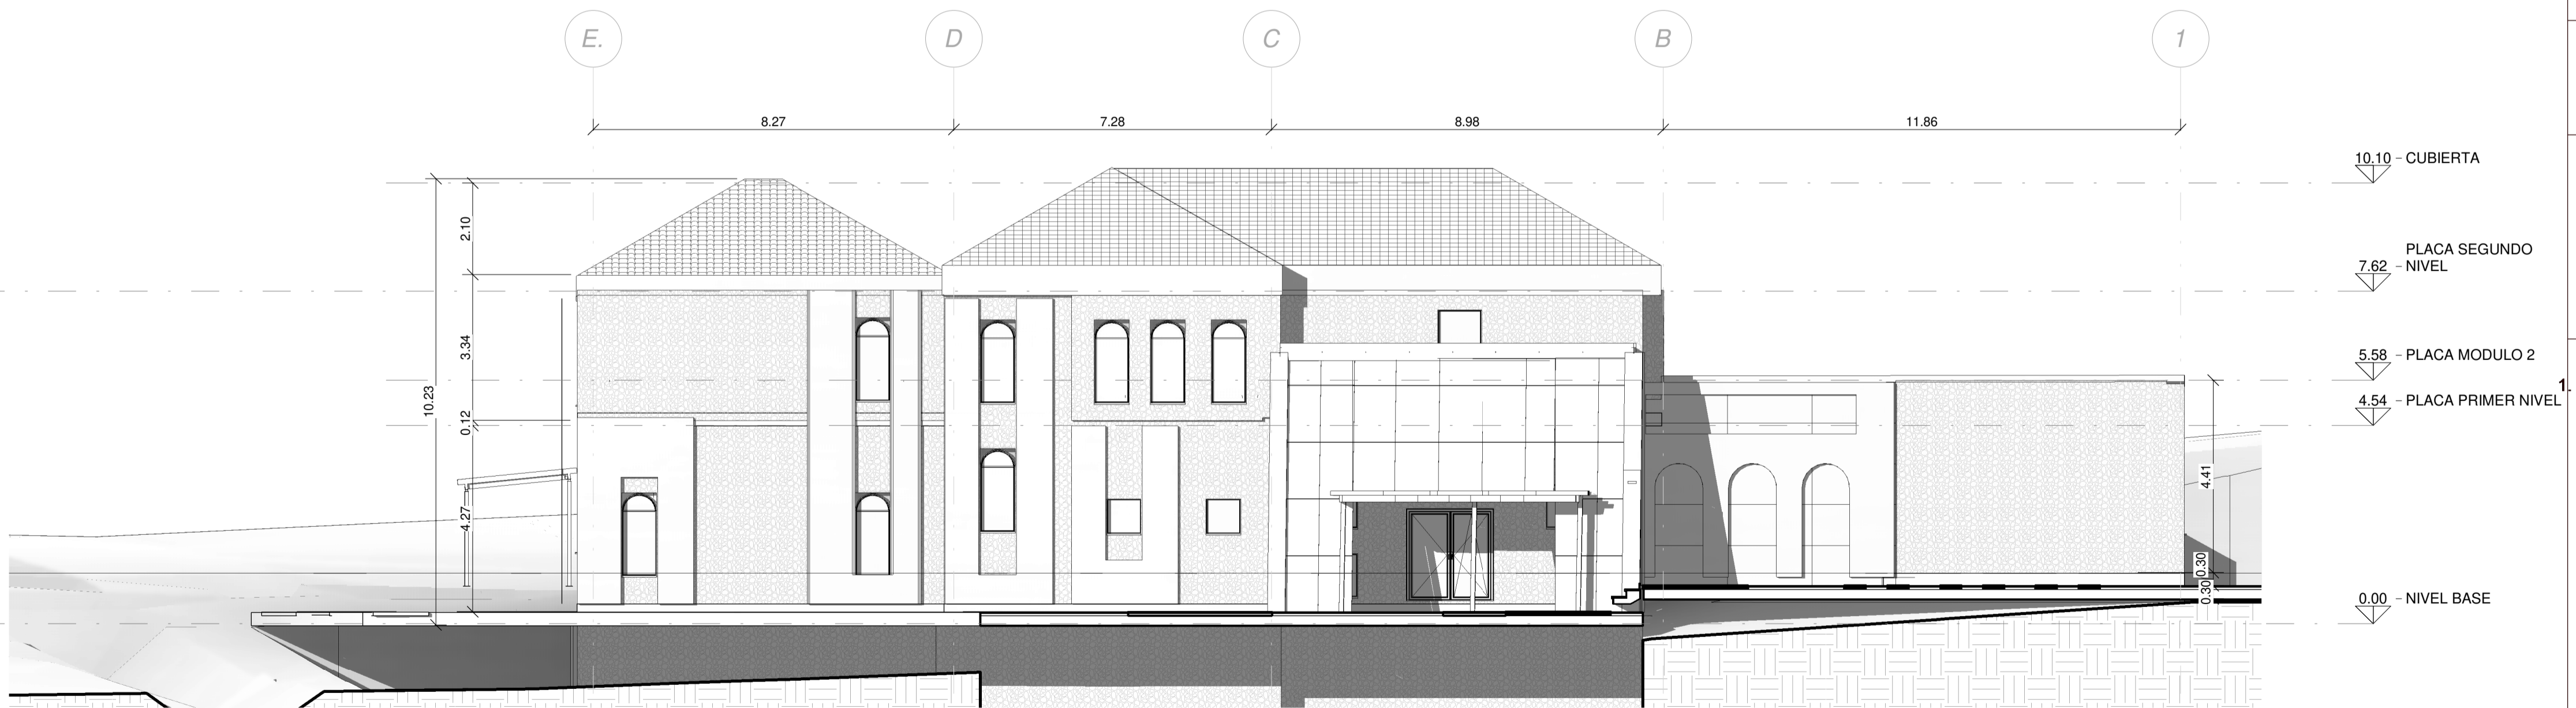 E.
D
C
B
1
8.27
7.28
8.98
11.86
10.10 - CUBIERTA
PLACA SEGUNDO
7.62 - NIVEL
5.58 - PLACA MODULO 2
1.
4.54 - PLACA PRIMER NIVEL
0.00 - NIVEL BASE
2.10
3.34
10.23
0.12
4.27
4.41
0.30
0.30